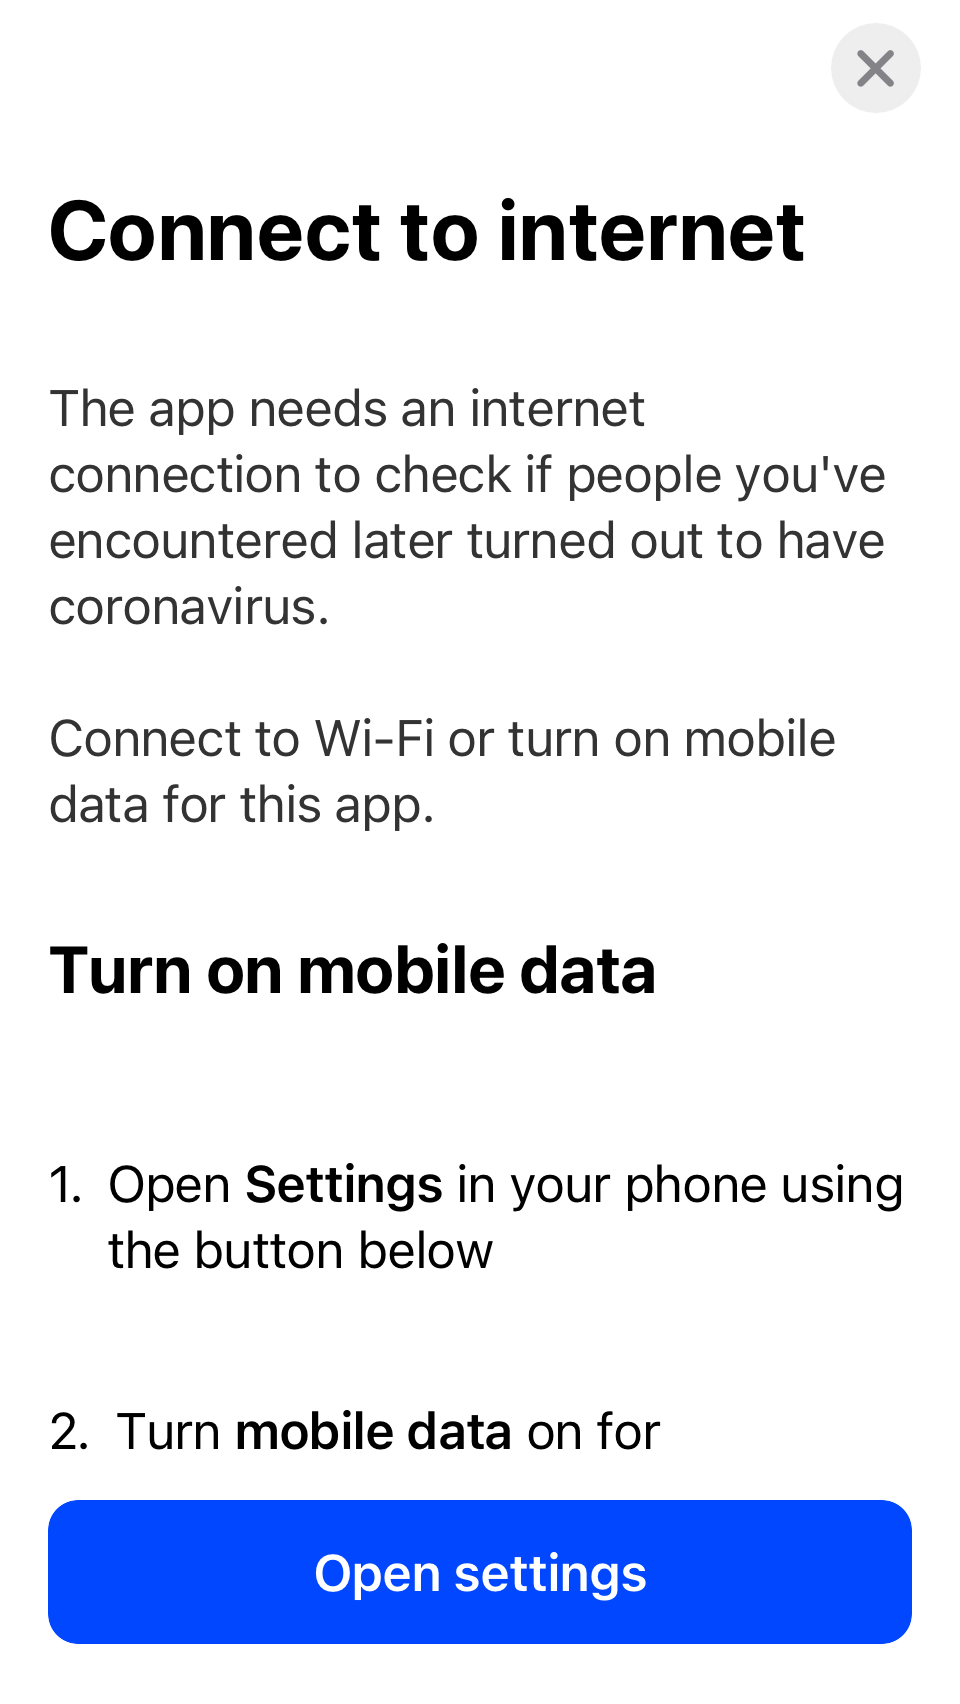 Connect to internet
The app needs an internet
connection to check if people you've
encountered later turned out to have
coronavirus.
Connect to Wi-Fi or turn on mobile
data for this app.
Turn on mobile data
1. Open Settings in your phone using
the button below
2. Turn mobile data on for
Open settings